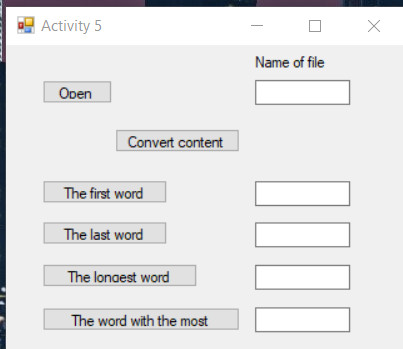 Activity 5
Name of file
Open
Convert content
The first word
The last word
The longest word
The word with the most